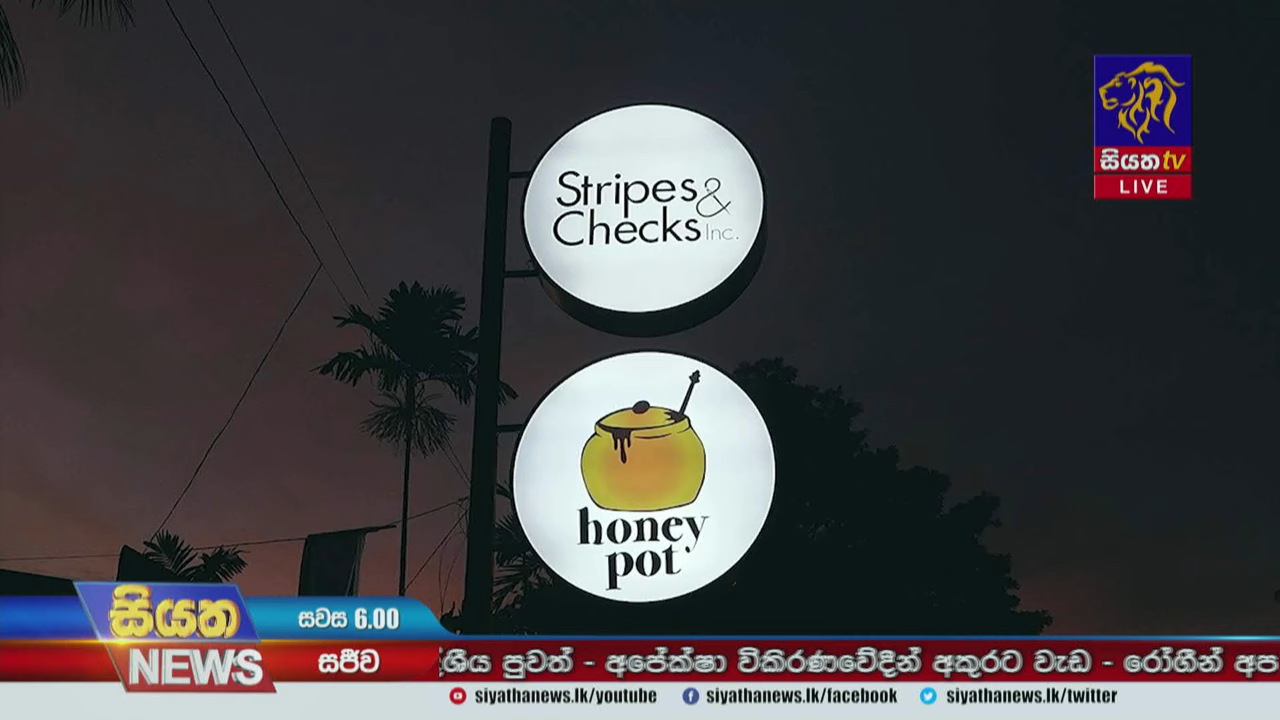 සියත tv
LIVE
Stripes &
Checks Inc.
honey
pot
සියත
NEWS
සවස 6.00
සජීව
ශීය පුවත් - අපේක්ෂා විකිරණවේදීන් අකුරට වැඩ - රෝගීන් අප
siyathanews.lk/youtube
siyathanews.lk/facebook
siyathanews.lk/twitter